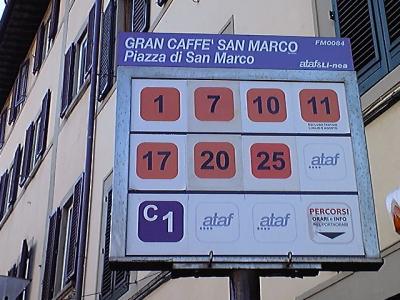 GRAN CAFFE' SAN MARCO
FM0084
Piazza di San Marco
ataf&Li-nea
1 7 10 11
17 20 25 ataf
C1 ataf ataf
PERCORSI
ORARI e INFO